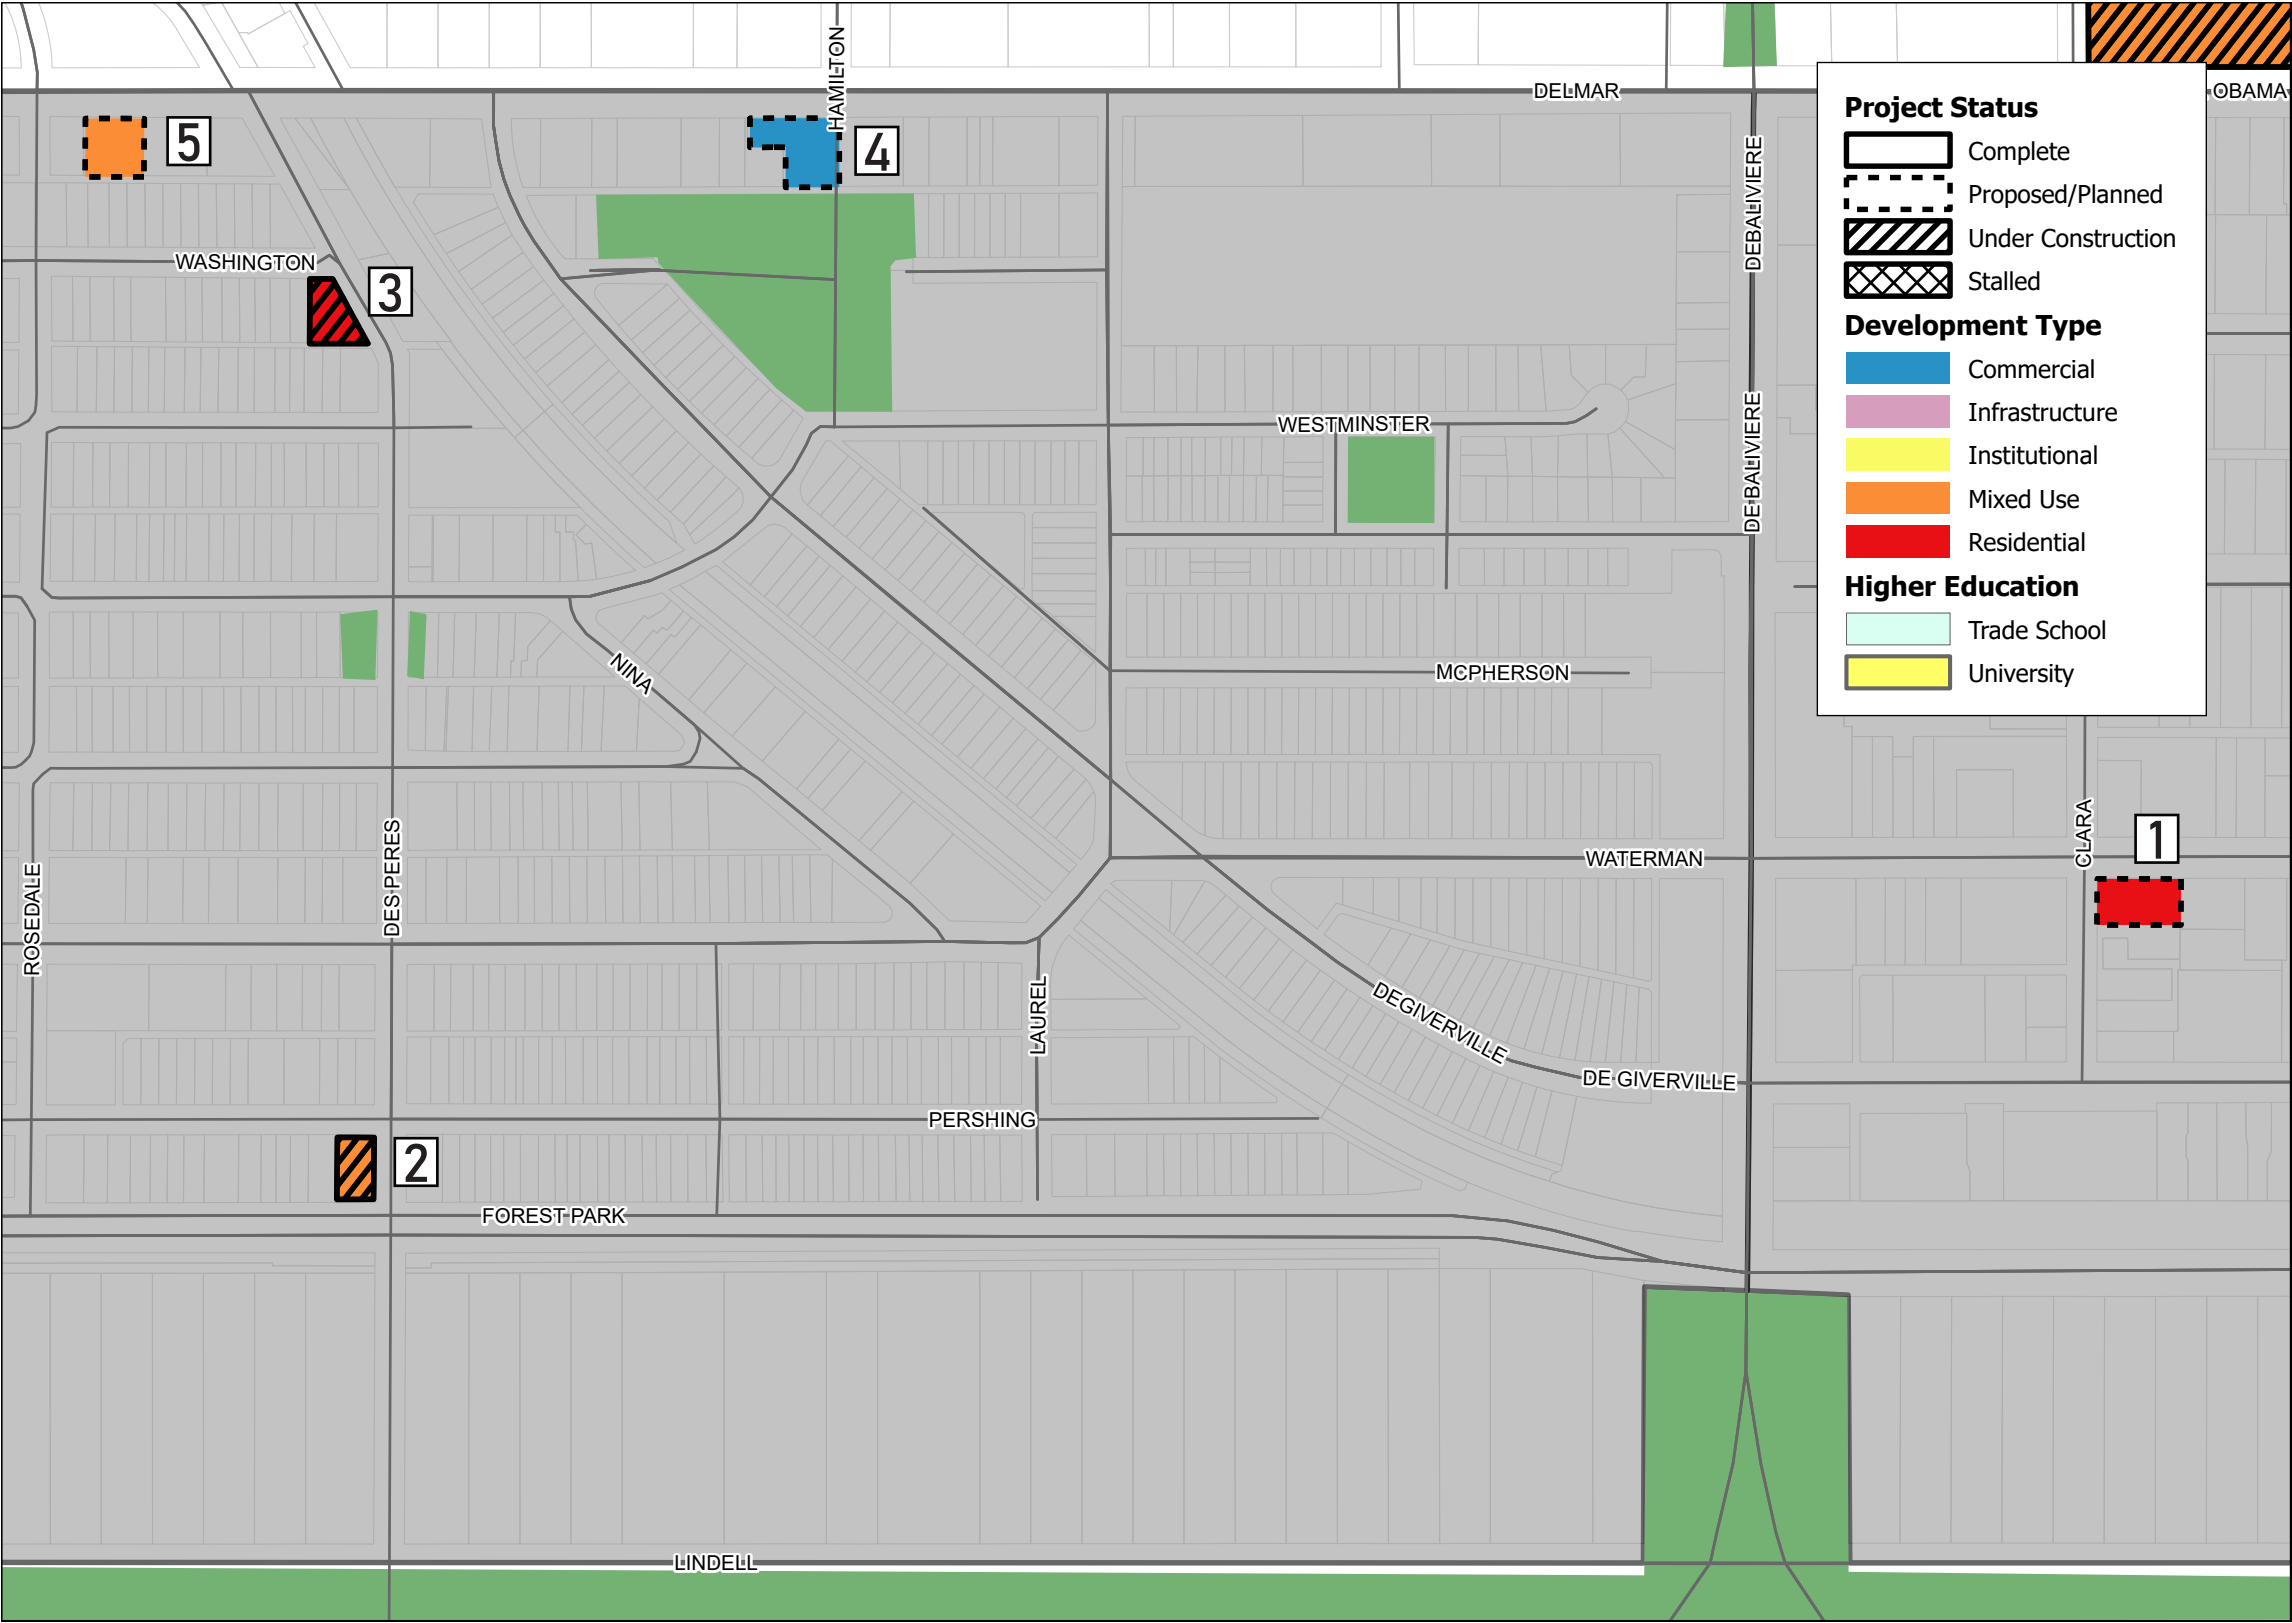 HAMILTON
DELMAR
OBAMA
5
4
DEBALIVIERE
WASHINGTON
3
WESTMINSTER
DEBALIVIERE
NINA
MCPHERSON
DES PERES
ROSEDALE
WATERMAN
CLARA
1
LAUREL
DEGIVERVILLE
DE GIVERVILLE
PERSHING
2
FOREST PARK
LINDELL
Project Status
Complete
Proposed/Planned
Under Construction
Stalled
Development Type
Commercial
Infrastructure
Institutional
Mixed Use
Residential
Higher Education
Trade School
University